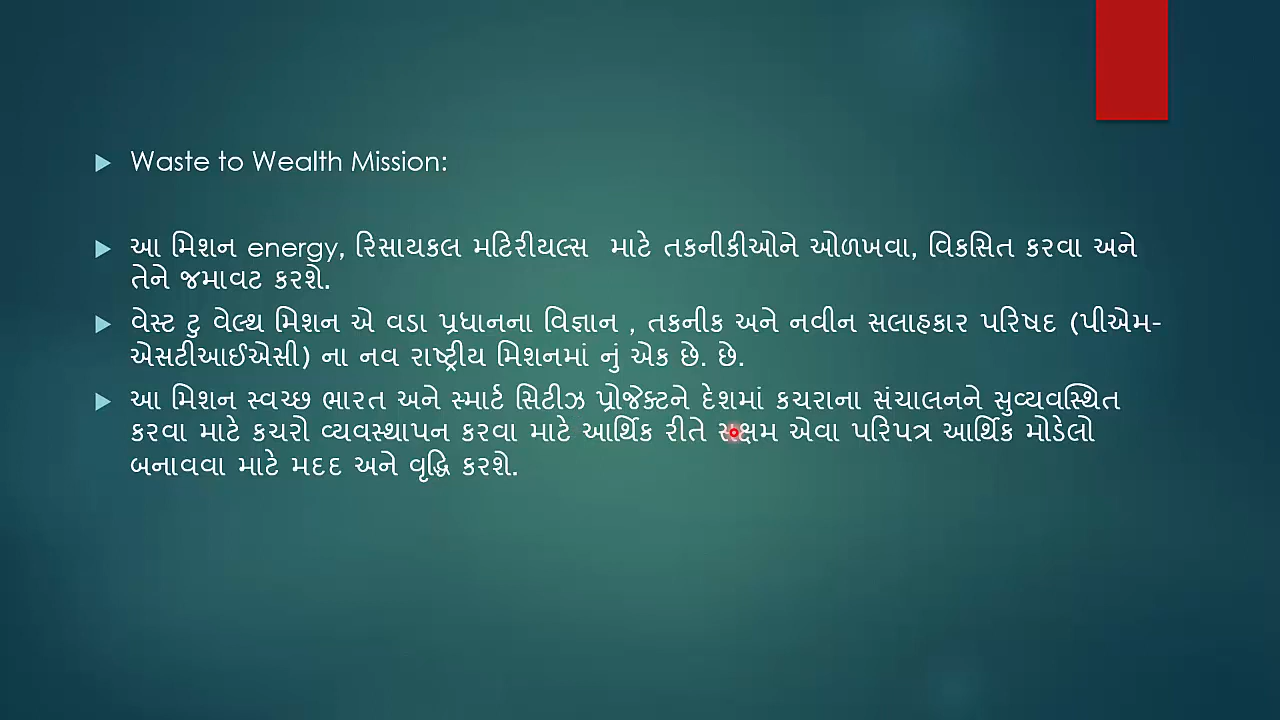 Waste to Wealth Mission:
આ મિશન energy, રિસાયકલ મટિરીયલ્સ માટે તકનીકીઓને ઓળખવા, વિકસિત કરવા અને
તેને જમાવટ કરશે.
વેસ્ટ ટુ વેલ્થ મિશન એ વડા પ્રધાનના વિજ્ઞાન , તકનીક અને નવીન સલાહકાર પરિષદ (પીએમ-
એસટીઆઈએસી) ના નવ રાષ્ટ્રીય મિશનમાં નું એક છે. છે.
આ મિશન સ્વચ્છ ભારત અને સ્માર્ટ સિટીઝ પ્રોજેક્ટને દેશમાં કચરાના સંચાલનને સુવ્યવસ્થિત
કરવા માટે કચરો વ્યવસ્થાપન કરવા માટે આર્થિક રીતે સક્ષમ એવા પરિપત્ર આર્થિક મોડેલો
બનાવવા માટે મદદ અને વૃદ્ધિ કરશે.